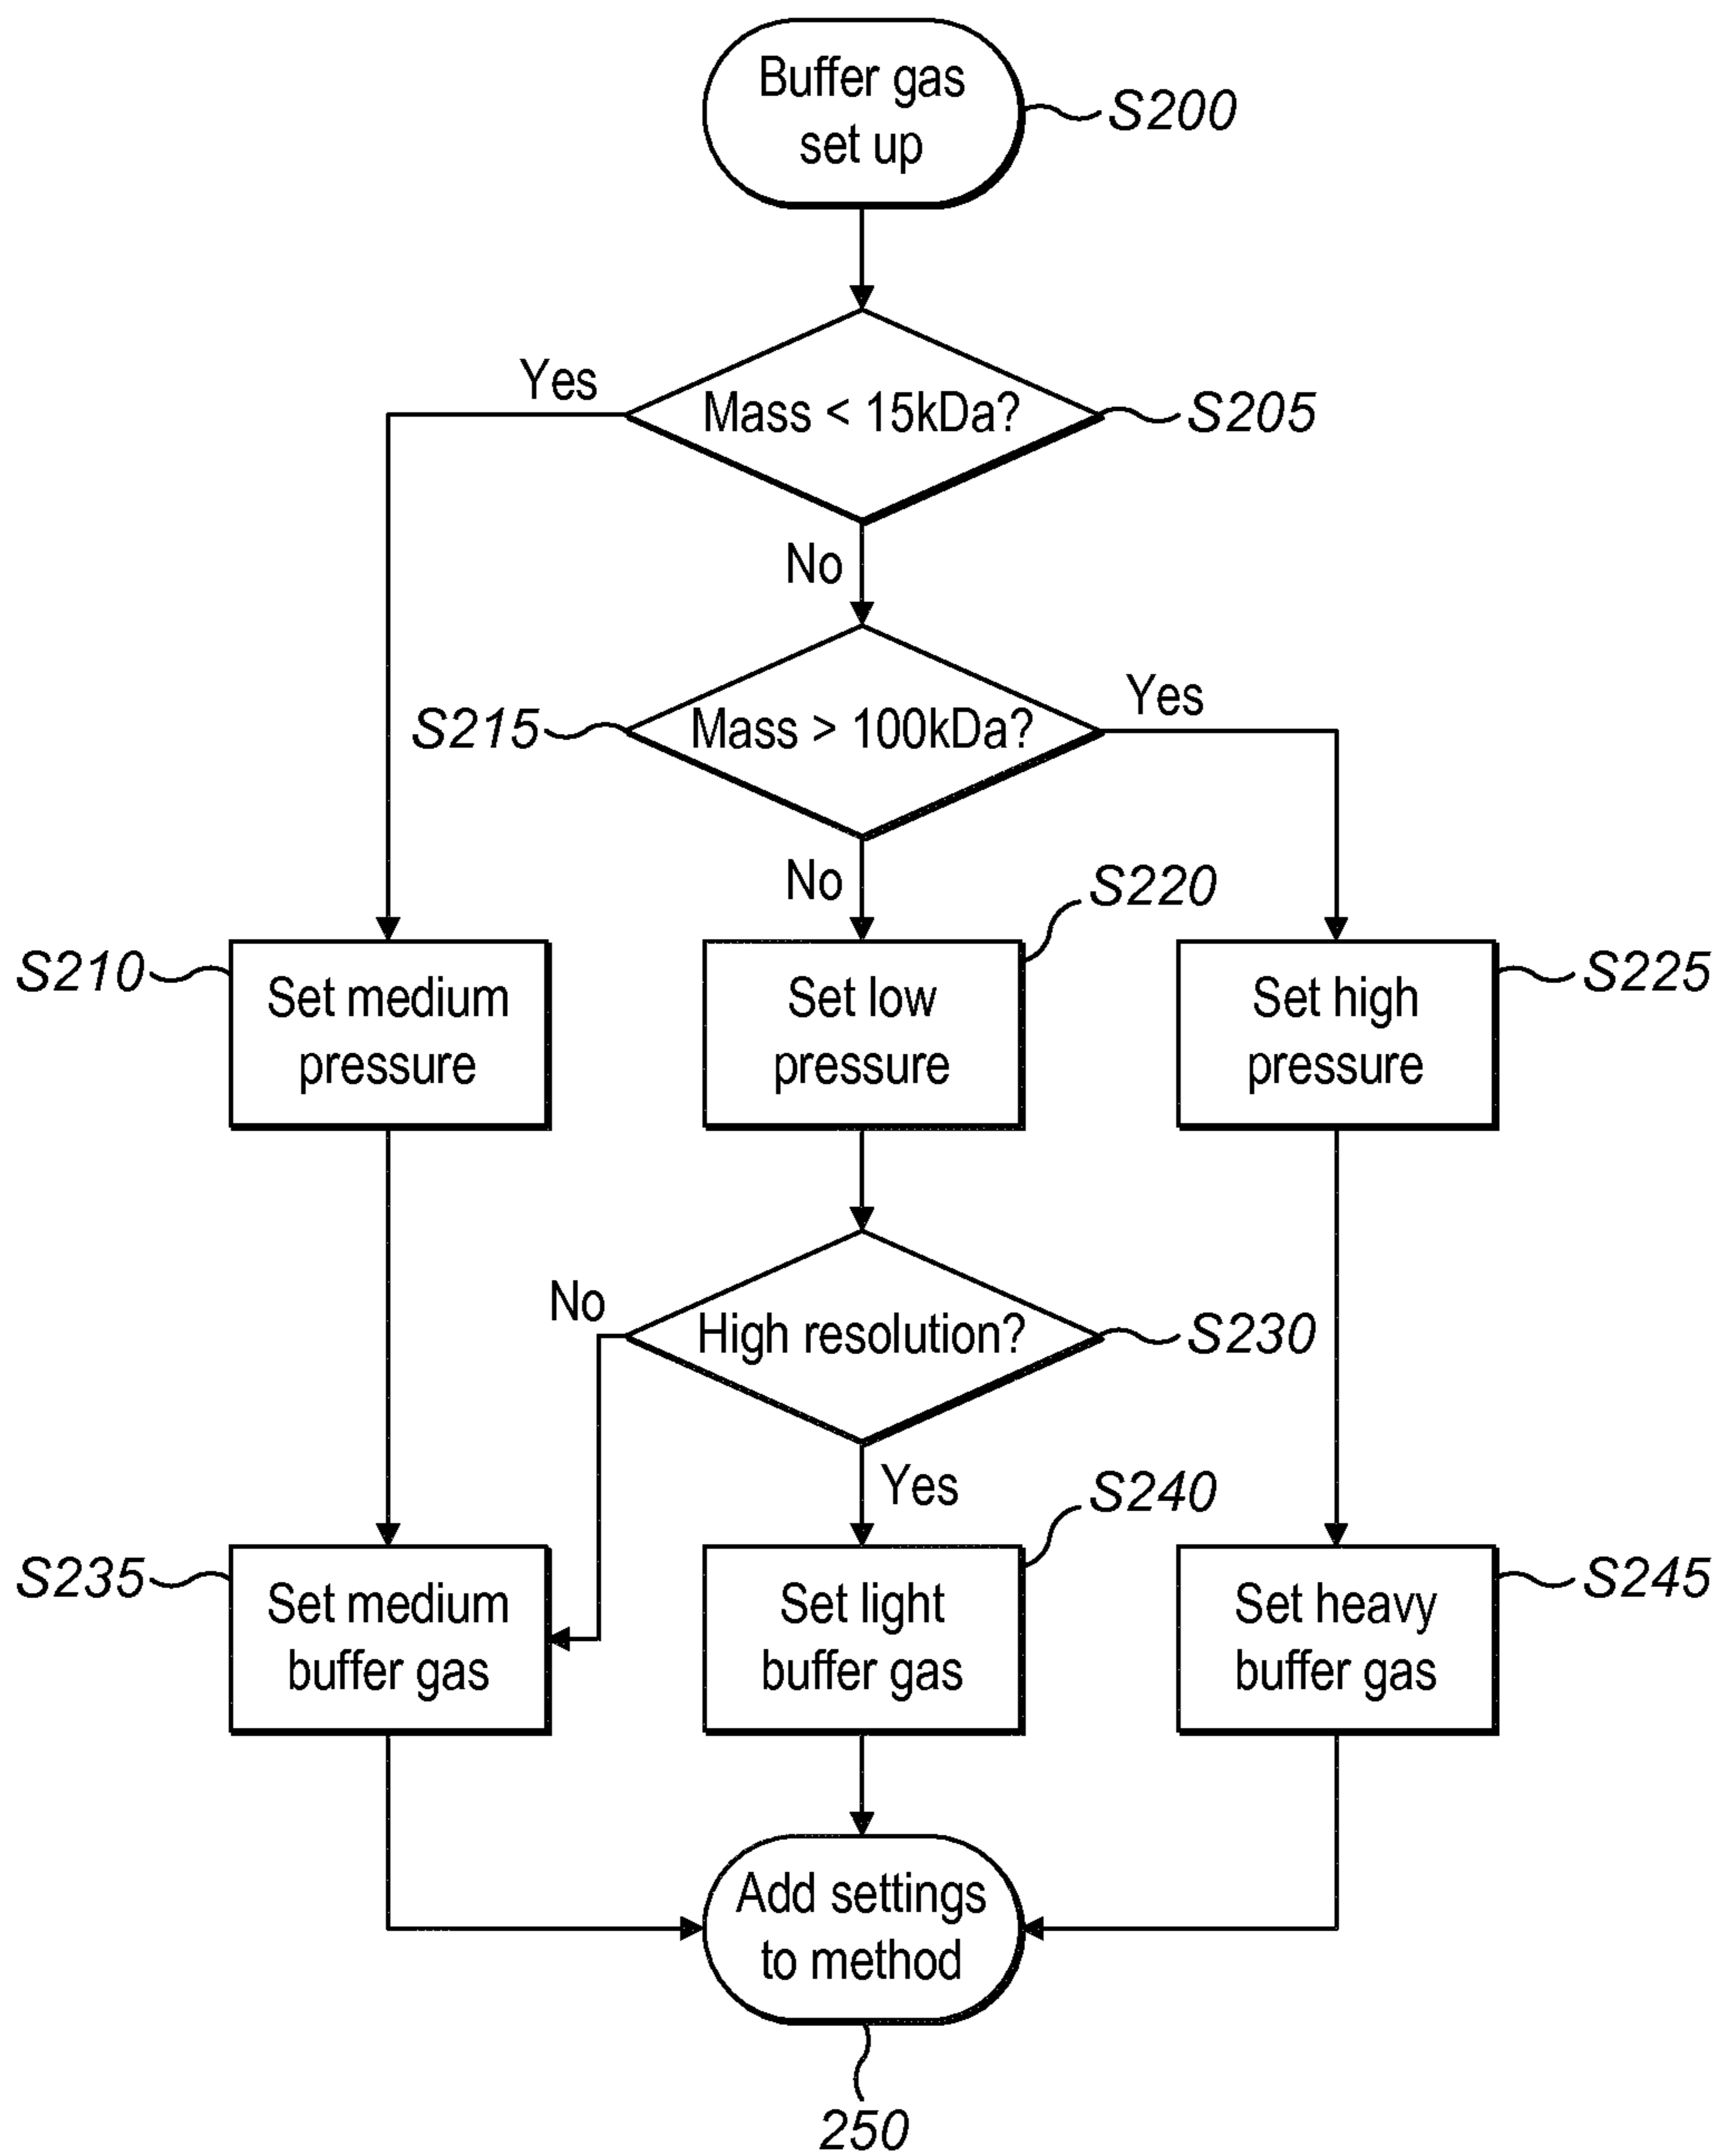 Buffer gas
set up
S200
Yes
Mass < 15kDa?
S205
No
S215
Mass > 100kDa?
Yes
No
S220
S210
Set medium
pressure
Set low
pressure
Set high
pressure
S225
No
High resolution?
S230
Yes
S240
S235
Set medium
buffer gas
Set light
buffer gas
Set heavy
buffer gas
S245
Add settings
to method
250